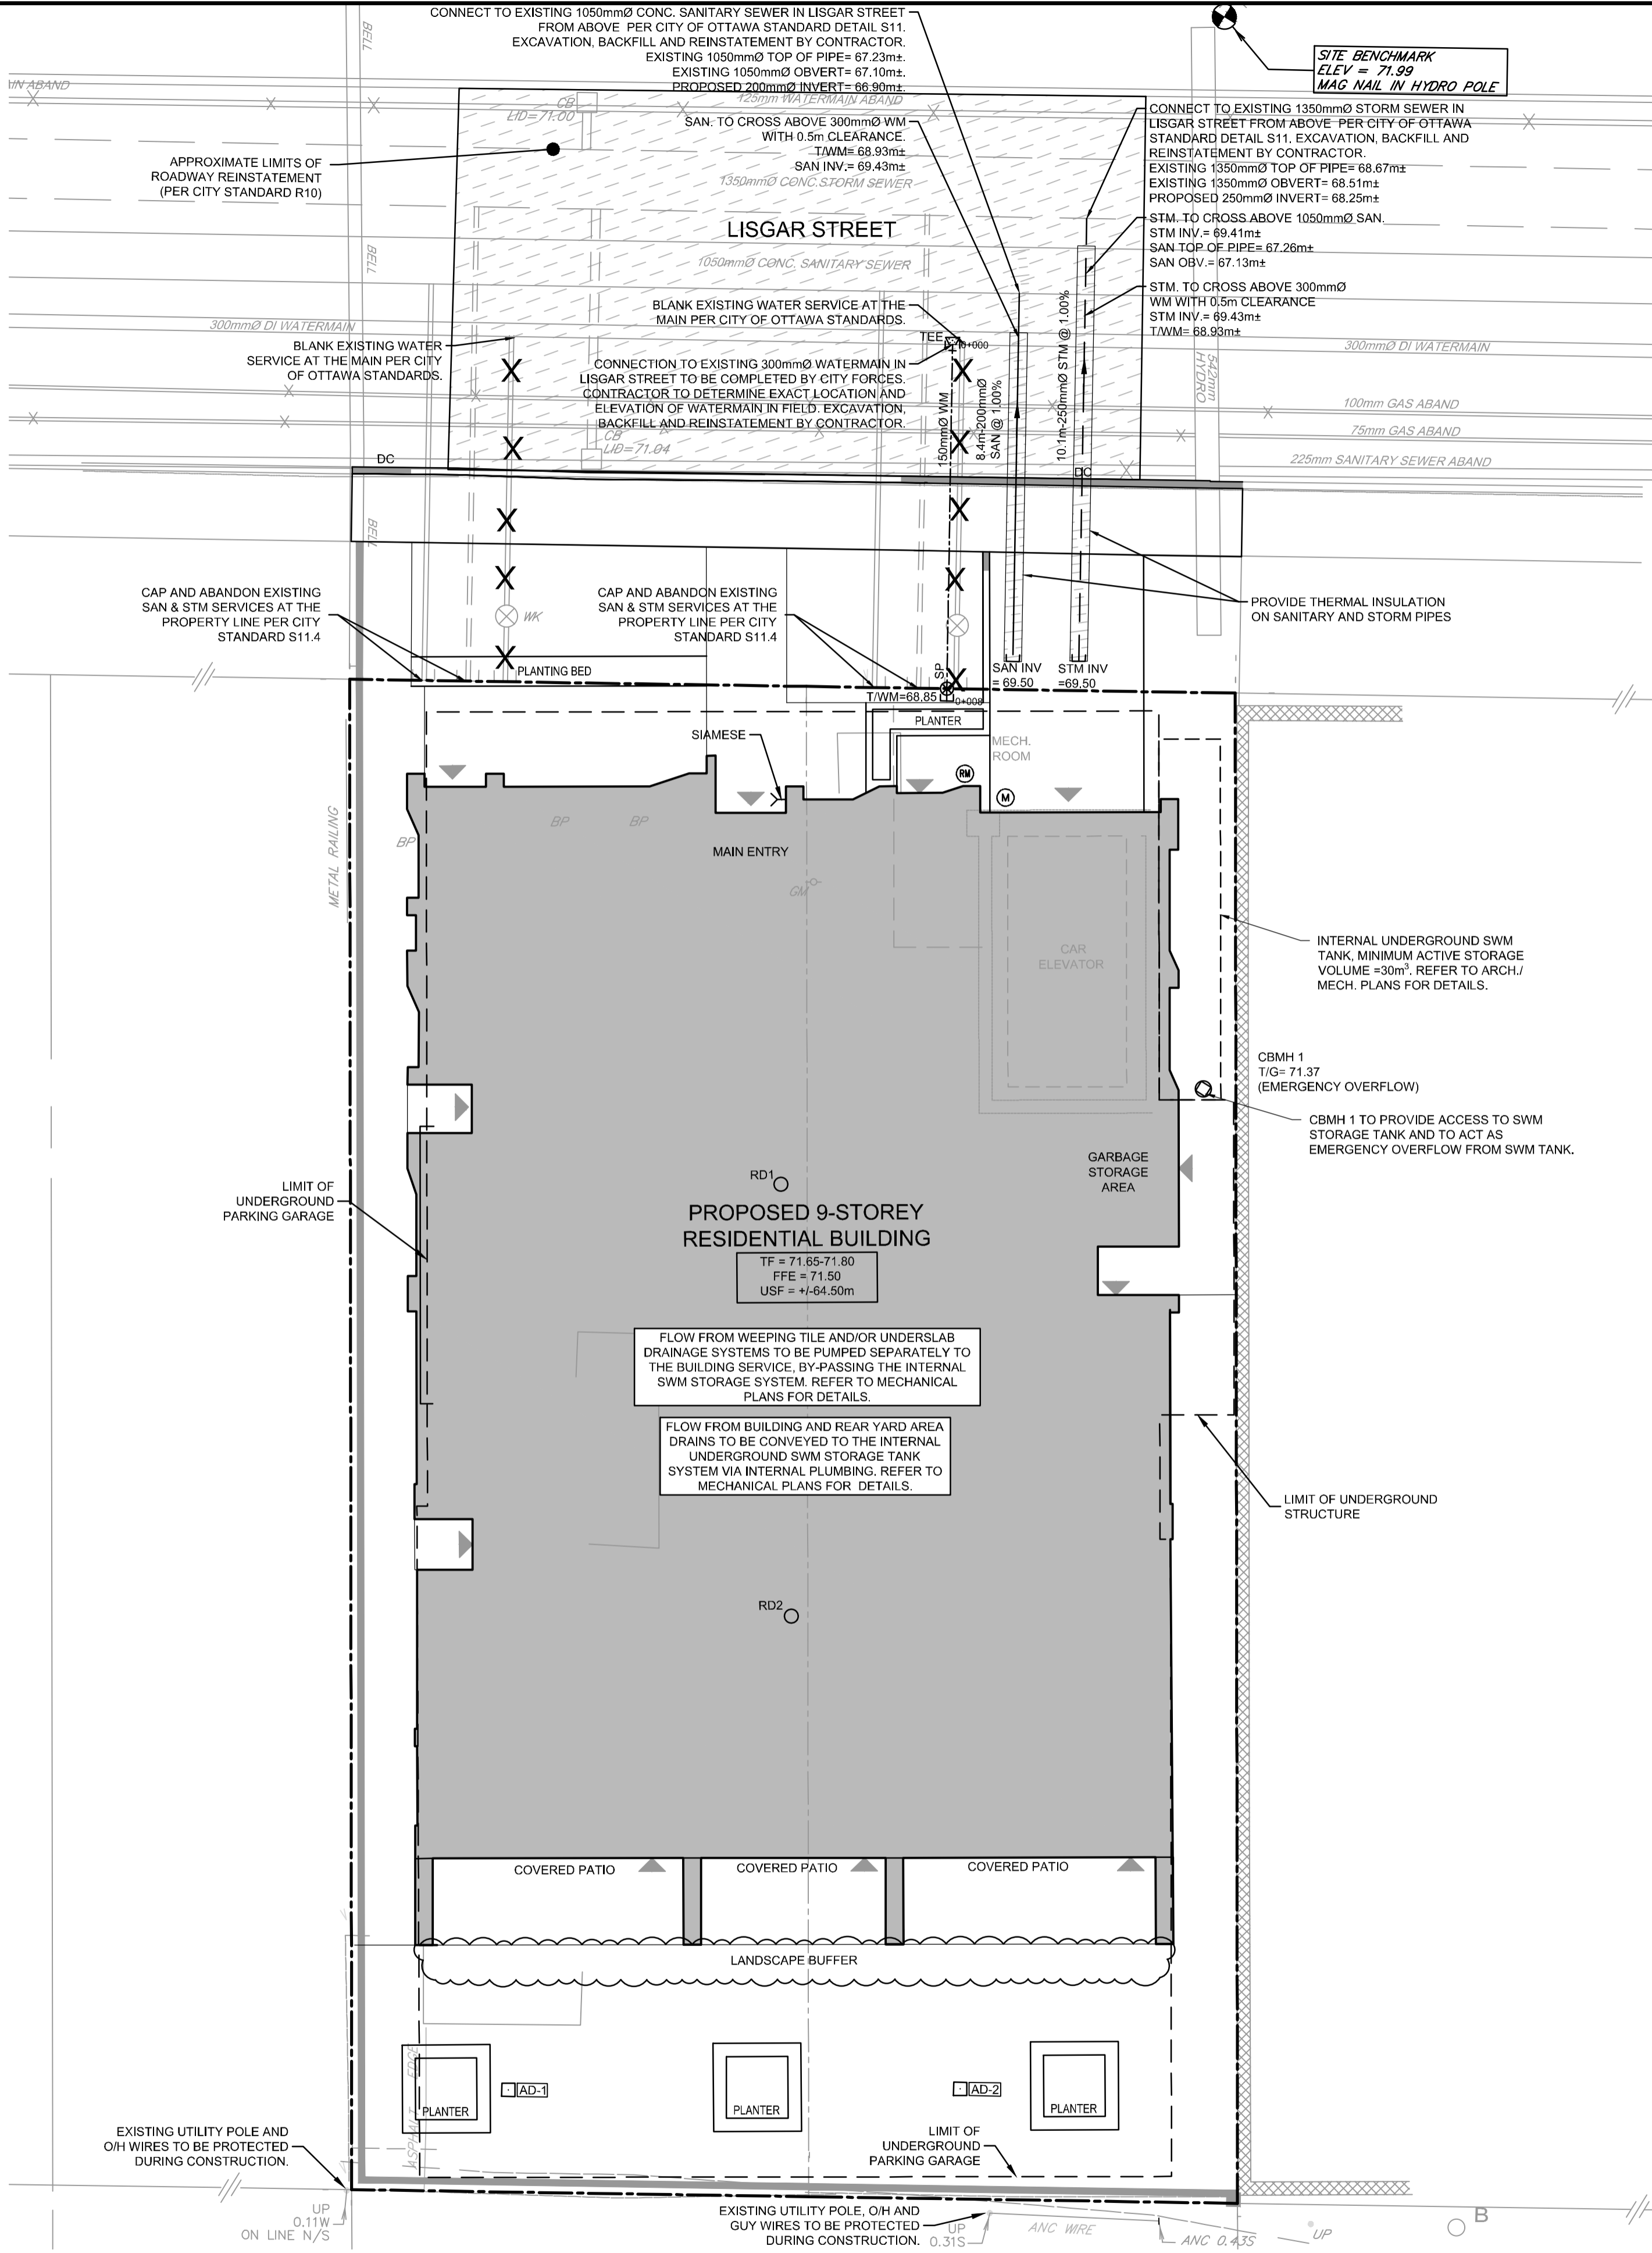 CONNECT TO EXISTING 1050mmØ CONC. SANITARY SEWER IN LISGAR STREET
FROM ABOVE PER CITY OF OTTAWA STANDARD DETAIL S11.
EXCAVATION, BACKFILL AND REINSTATEMENT BY CONTRACTOR.
EXISTING 1050mmØ TOP OF PIPE= 67.23m±.
EXISTING 1050mmØ OBVERT= 67.10m±.
PROPOSED 200mmØ INVERT= 66.90m±.
SITE BENCHMARK
ELEV = 71.99
MAG NAIL IN HYDRO POLE
BELL
125mm WATERMAIN ABAND
CB
LID=71.00
SAN. TO CROSS ABOVE 300mmØ WM
WITH 0.5m CLEARANCE.
T/WM= 68.93m±
SAN INV.= 69.43m±
CONNECT TO EXISTING 1350mmØ STORM SEWER IN
LISGAR STREET FROM ABOVE PER CITY OF OTTAWA
STANDARD DETAIL S11, EXCAVATION, BACKFILL AND
REINSTATEMENT BY CONTRACTOR.
EXISTING 1350mmØ TOP OF PIPE= 68.67m±
EXISTING 1350mmØ OBVERT= 68.51m±
PROPOSED 250mmØ INVERT= 68.25m±
APPROXIMATE LIMITS OF
ROADWAY REINSTATEMENT
(PER CITY STANDARD R10)
1350mmØ CONC.STORM SEWER
LISGAR STREET
STM. TO CROSS ABOVE 1050mmØ SAN.
STM INV.= 69.41m±
SAN TOP OF PIPE= 67.26m±
SAN OBV.= 67.13m±
BELL
1050mmØ CONC. SANITARY SEWER
STM. TO CROSS ABOVE 300mmØ
WM WITH 0.5m CLEARANCE
STM INV.= 69.43m±
T/WM= 68.93m±
BLANK EXISTING WATER SERVICE AT THE
MAIN PER CITY OF OTTAWA STANDARDS.
300mmØ DI WATERMAIN
BLANK EXISTING WATER
SERVICE AT THE MAIN PER CITY
OF OTTAWA STANDARDS.
TEE
0+000
300mmØ DI WATERMAIN
CONNECTION TO EXISTING 300mmØ WATERMAIN IN
LISGAR STREET TO BE COMPLETED BY CITY FORCES.
CONTRACTOR TO DETERMINE EXACT LOCATION AND
ELEVATION OF WATERMAIN IN FIELD. EXCAVATION,
BACKFILL AND REINSTATEMENT BY CONTRACTOR.
150mmØ WM
8.4m-200mmØ
SAN @ 1.00%
10.1m-250mmØ STM @ 1.00%
542mm
HYDRO
100mm GAS ABAND
75mm GAS ABAND
225mm SANITARY SEWER ABAND
CB
LID=71.04
DC
DC
BELL
CAP AND ABANDON EXISTING
SAN & STM SERVICES AT THE
PROPERTY LINE PER CITY
STANDARD S11.4
WK
CAP AND ABANDON EXISTING
SAN & STM SERVICES AT THE
PROPERTY LINE PER CITY
STANDARD S11.4
PROVIDE THERMAL INSULATION
ON SANITARY AND STORM PIPES
PLANTING BED
SP
SAN INV
= 69.50
STM INV
=69.50
T/WM=68.85
0+008
PLANTER
SIAMESE
MECH.
ROOM
RM
M
METAL RAILING
BP
BP
BP
MAIN ENTRY
GM
CAR
ELEVATOR
INTERNAL UNDERGROUND SWM
TANK, MINIMUM ACTIVE STORAGE
VOLUME =30m³. REFER TO ARCH./
MECH. PLANS FOR DETAILS.
CBMH 1
T/G= 71.37
(EMERGENCY OVERFLOW)
CBMH 1 TO PROVIDE ACCESS TO SWM
STORAGE TANK AND TO ACT AS
EMERGENCY OVERFLOW FROM SWM TANK.
GARBAGE
STORAGE
AREA
LIMIT OF
UNDERGROUND
PARKING GARAGE
RD1
PROPOSED 9-STOREY
RESIDENTIAL BUILDING
TF = 71.65-71.80
FFE = 71.50
USF = +/-64.50m
FLOW FROM WEEPING TILE AND/OR UNDERSLAB
DRAINAGE SYSTEMS TO BE PUMPED SEPARATELY TO
THE BUILDING SERVICE, BY-PASSING THE INTERNAL
SWM STORAGE SYSTEM. REFER TO MECHANICAL
PLANS FOR DETAILS.
FLOW FROM BUILDING AND REAR YARD AREA
DRAINS TO BE CONVEYED TO THE INTERNAL
UNDERGROUND SWM STORAGE TANK
SYSTEM VIA INTERNAL PLUMBING. REFER TO
MECHANICAL PLANS FOR DETAILS.
LIMIT OF UNDERGROUND
STRUCTURE
RD2
COVERED PATIO
COVERED PATIO
COVERED PATIO
LANDSCAPE BUFFER
ASPHALT EDGE
AD-1
AD-2
PLANTER
PLANTER
PLANTER
EXISTING UTILITY POLE AND
O/H WIRES TO BE PROTECTED
DURING CONSTRUCTION.
LIMIT OF
UNDERGROUND
PARKING GARAGE
UP
0.11W
ON LINE N/S
EXISTING UTILITY POLE, O/H AND
GUY WIRES TO BE PROTECTED
DURING CONSTRUCTION.
UP
0.31S
ANC WIRE
ANC 0.43S
UP
B